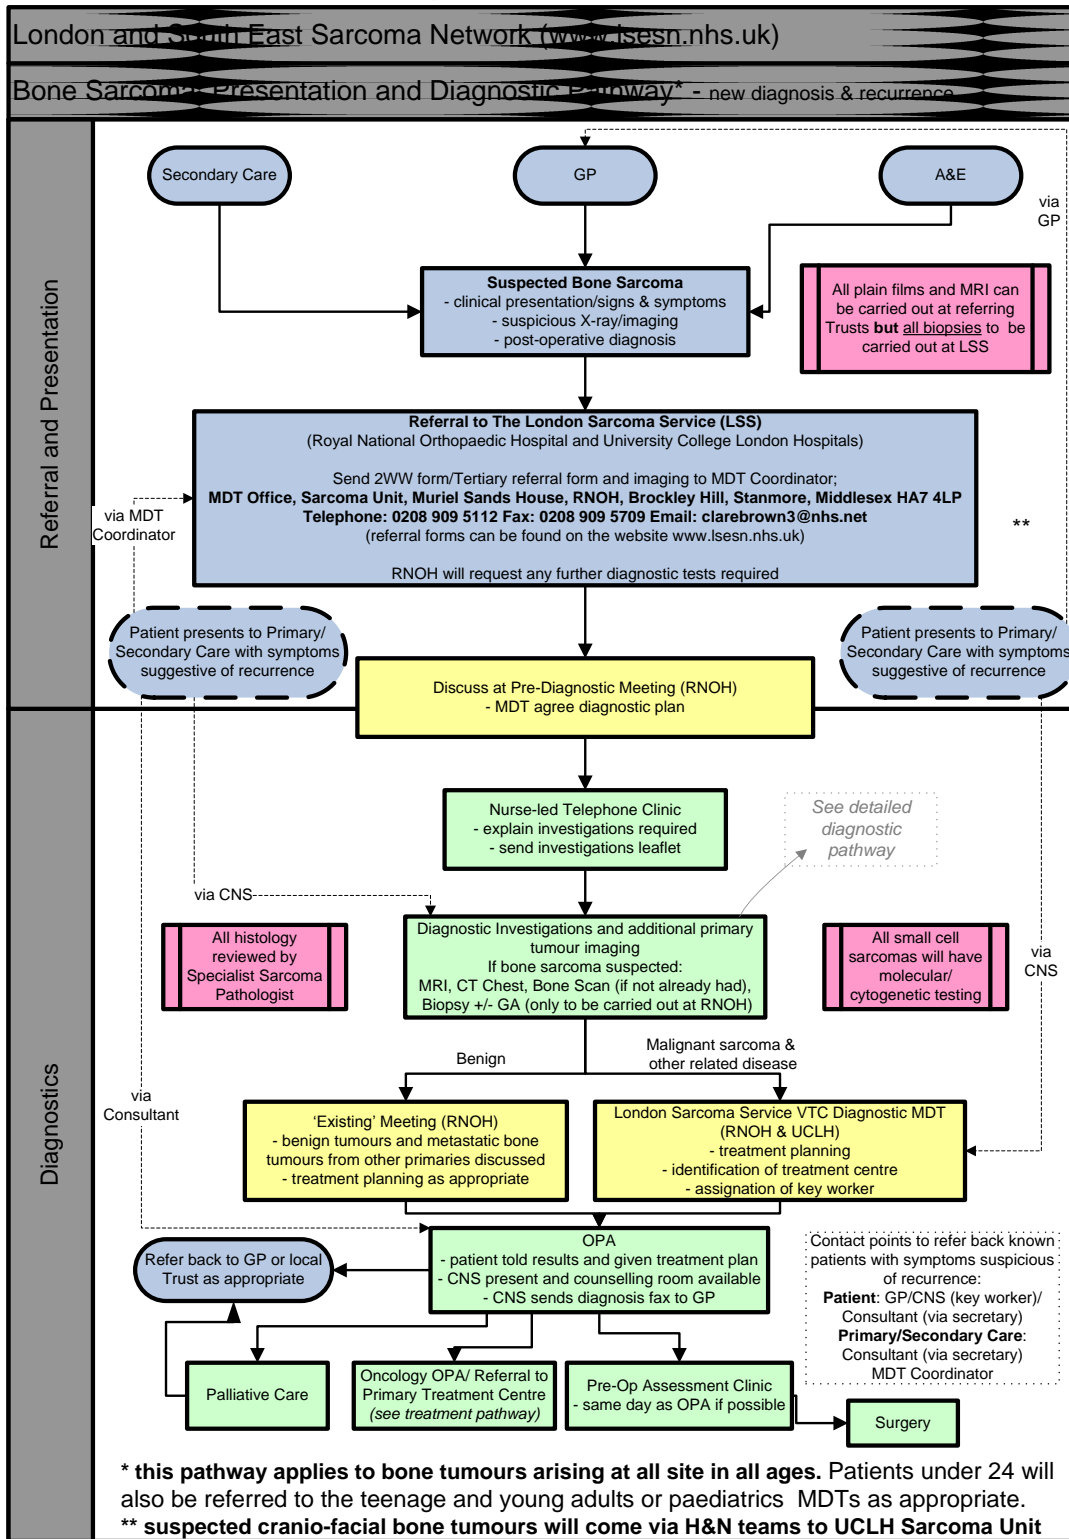 London and South East Sarcoma Network (www.lsesn.nhs.uk)
Bone Sarcoma: Presentation and Diagnostic Pathway* - new diagnosis & recurrence
Referral and Presentation
Secondary Care
GP
A&E
via
GP
Suspected Bone Sarcoma
- clinical presentation/signs & symptoms
- suspicious X-ray/imaging
- post-operative diagnosis
All plain films and MRI can
be carried out at referring
Trusts but all biopsies to be
carried out at LSS
Referral to The London Sarcoma Service (LSS)
(Royal National Orthopaedic Hospital and University College London Hospitals)
Send 2WW form/Tertiary referral form and imaging to MDT Coordinator;
MDT Office, Sarcoma Unit, Muriel Sands House, RNOH, Brockley Hill, Stanmore, Middlesex HA7 4LP
Telephone: 0208 909 5112 Fax: 0208 909 5709 Email: clarebrown3@nhs.net
(referral forms can be found on the website www.lsesn.nhs.uk)
RNOH will request any further diagnostic tests required
**
via MDT
Coordinator
Patient presents to Primary/
Secondary Care with symptoms
suggestive of recurrence
Patient presents to Primary/
Secondary Care with symptoms
suggestive of recurrence
Discuss at Pre-Diagnostic Meeting (RNOH)
- MDT agree diagnostic plan
Diagnostics
Nurse-led Telephone Clinic
- explain investigations required
- send investigations leaflet
See detailed
diagnostic
pathway
via CNS
All histology
reviewed by
Specialist Sarcoma
Pathologist
Diagnostic Investigations and additional primary
tumour imaging
If bone sarcoma suspected:
MRI, CT Chest, Bone Scan (if not already had),
Biopsy +/- GA (only to be carried out at RNOH)
All small cell
sarcomas will have
molecular/
cytogenetic testing
via
CNS
Benign
Malignant sarcoma &
other related disease
via
Consultant
‘Existing’ Meeting (RNOH)
- benign tumours and metastatic bone
tumours from other primaries discussed
- treatment planning as appropriate
London Sarcoma Service VTC Diagnostic MDT
(RNOH & UCLH)
- treatment planning
- identification of treatment centre
- assignation of key worker
Refer back to GP or local
Trust as appropriate
OPA
- patient told results and given treatment plan
- CNS present and counselling room available
- CNS sends diagnosis fax to GP
Contact points to refer back known
patients with symptoms suspicious
of recurrence:
Patient: GP/CNS (key worker)/
Consultant (via secretary)
Primary/Secondary Care:
Consultant (via secretary)
MDT Coordinator
Palliative Care
Oncology OPA/ Referral to
Primary Treatment Centre
(see treatment pathway)
Pre-Op Assessment Clinic
- same day as OPA if possible
Surgery
* this pathway applies to bone tumours arising at all site in all ages. Patients under 24 will
also be referred to the teenage and young adults or paediatrics MDTs as appropriate.
** suspected cranio-facial bone tumours will come via H&N teams to UCLH Sarcoma Unit